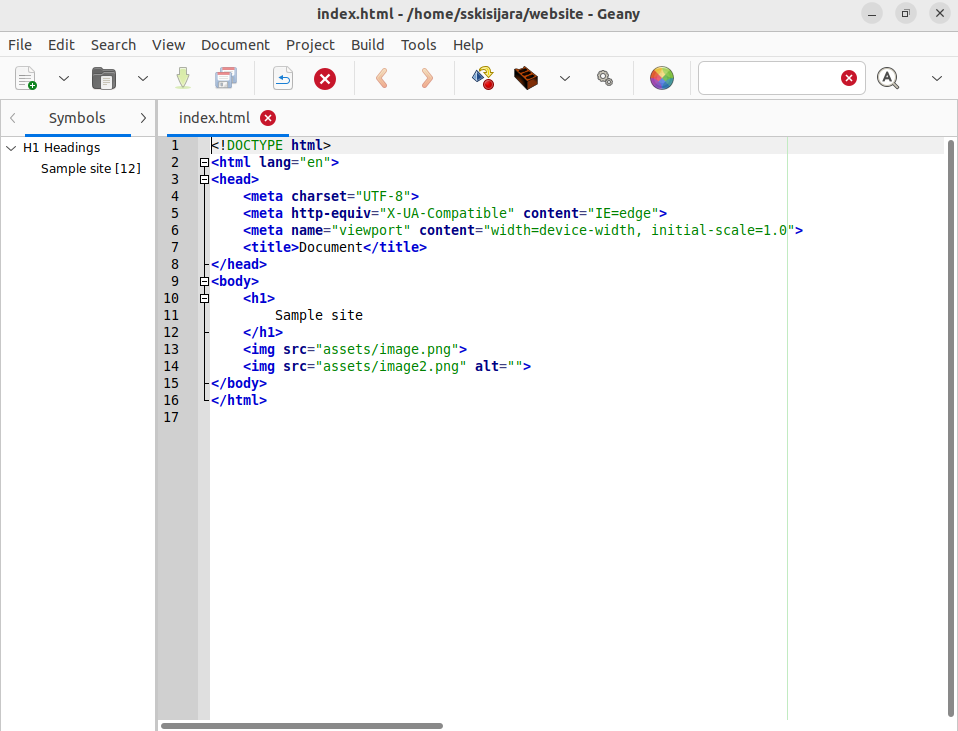 index.html - /home/sskisijara/website - Geany
File Edit Search View Document Project Build Tools Help
Symbols
index.html
H1 Headings
Sample site [12]
1 <!DOCTYPE html>
2 <html lang="en">
3 <head>
4     <meta charset="UTF-8">
5     <meta http-equiv="X-UA-Compatible" content="IE=edge">
6     <meta name="viewport" content="width=device-width, initial-scale=1.0">
7     <title>Document</title>
8 </head>
9 <body>
10     <h1>
11         Sample site
12     </h1>
13     <img src="assets/image.png">
14     <img src="assets/image2.png" alt="">
15 </body>
16 </html>
17